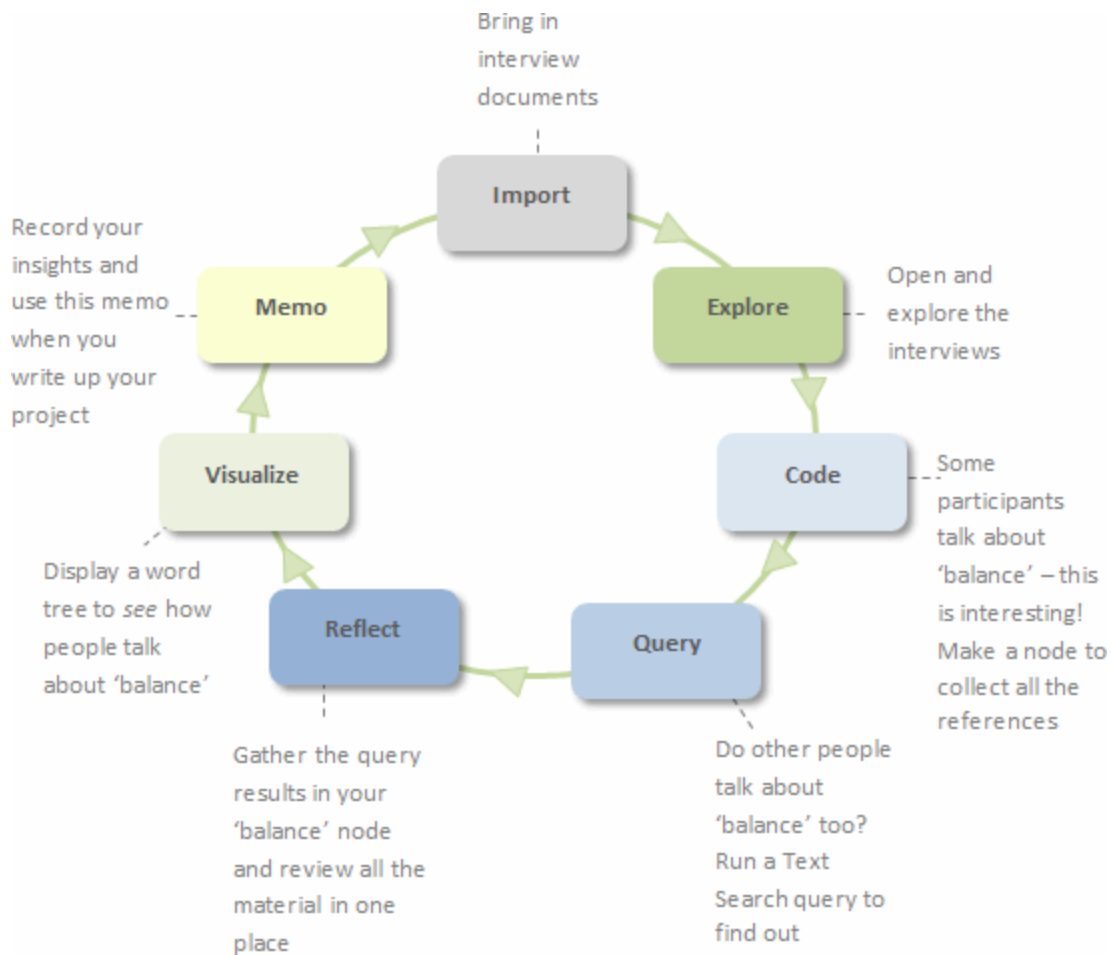 Bring in
interview
documents
Import
Explore
Open and
explore the
interviews
Code
Some
participants
talk about
‘balance’ – this
is interesting!
Make a node to
collect all the
references
Query
Do other people
talk about
‘balance’ too?
Run a Text
Search query to
find out
Reflect
Gather the query
results in your
‘balance’ node
and review all the
material in one
place
Visualize
Display a word
tree to see how
people talk
about ‘balance’
Memo
Record your
insights and
use this memo
when you
write up your
project